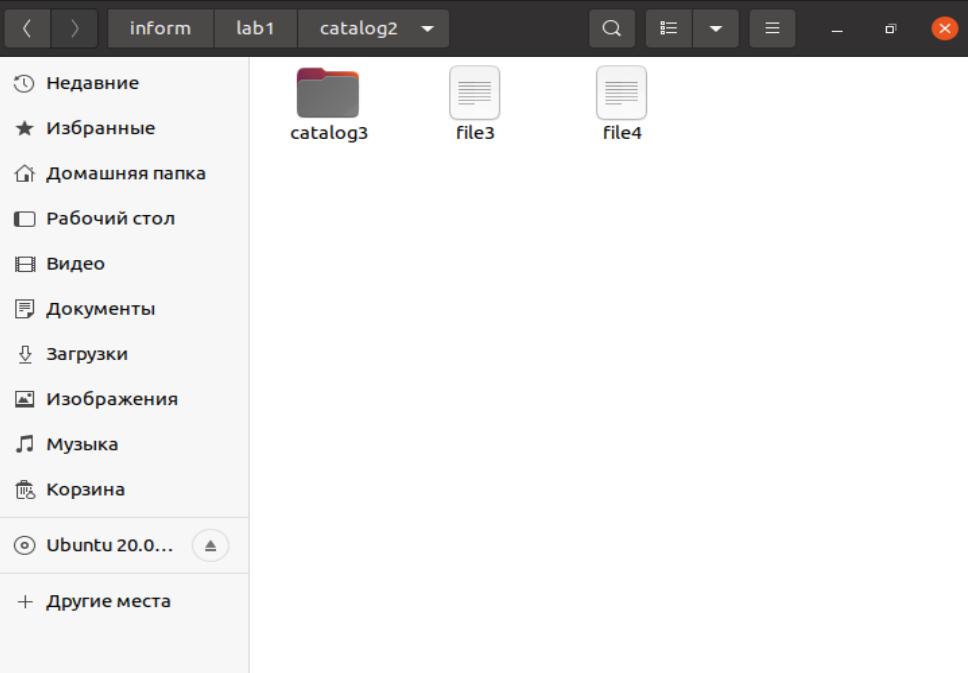 inform lab1 catalog2
Недавние
Избранные
Домашняя папка
Рабочий стол
Видео
Документы
Загрузки
Изображения
Музыка
Корзина
Ubuntu 20.0...
Другие места
catalog3 file3 file4